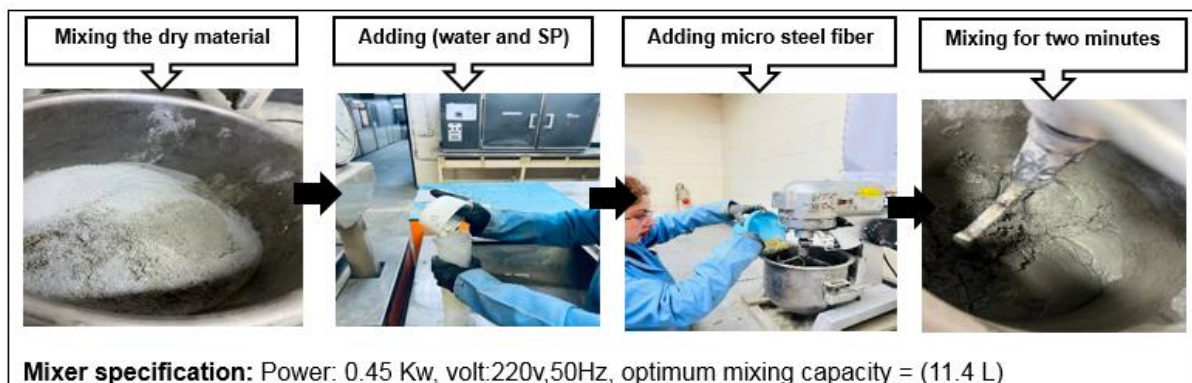 Mixing the dry material
Adding (water and SP)
Adding micro steel fiber
Mixing for two minutes
Mixer specification: Power: 0.45 Kw, volt:220v,50Hz, optimum mixing capacity = (11.4 L)